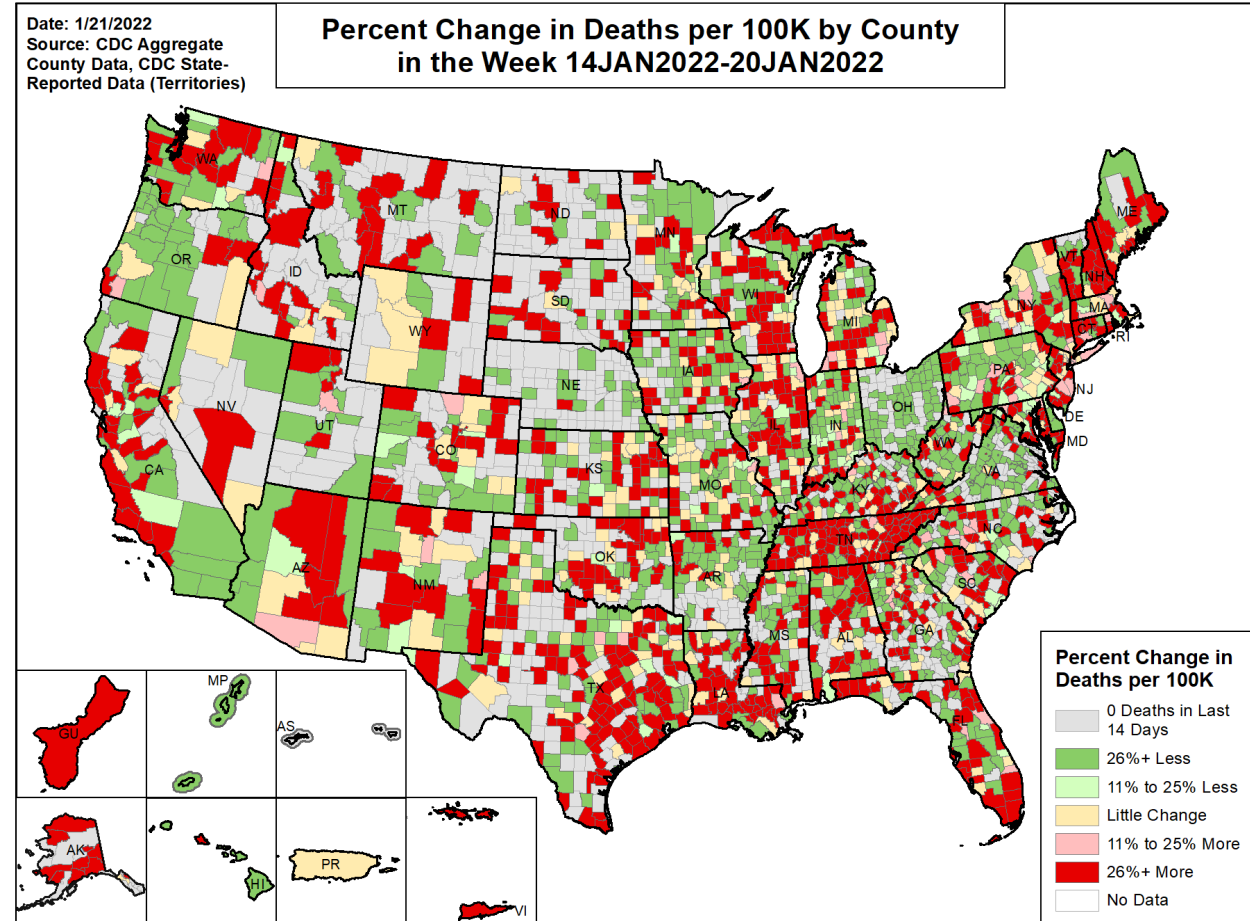 Date: 1/21/2022
Source: CDC Aggregate
County Data, CDC State-
Reported Data (Territories)
Percent Change in Deaths per 100K by County
in the Week 14JAN2022-20JAN2022
WA
MT
ND
MN
ME
OR
ID
SD
WI
VT
NH
NY
MA
WY
MI
CT
RI
IA
PA
NE
NJ
NV
OH
UT
IL
IN
DE
CO
WV
MD
CA
KS
MO
VA
KY
NC
OK
TN
AZ
AR
NM
SC
MS
AL
GA
TX
LA
FL
GU
MP
AS
AK
HI
PR
VI
Percent Change in
Deaths per 100K
0 Deaths in Last
14 Days
26%+ Less
11% to 25% Less
Little Change
11% to 25% More
26%+ More
No Data